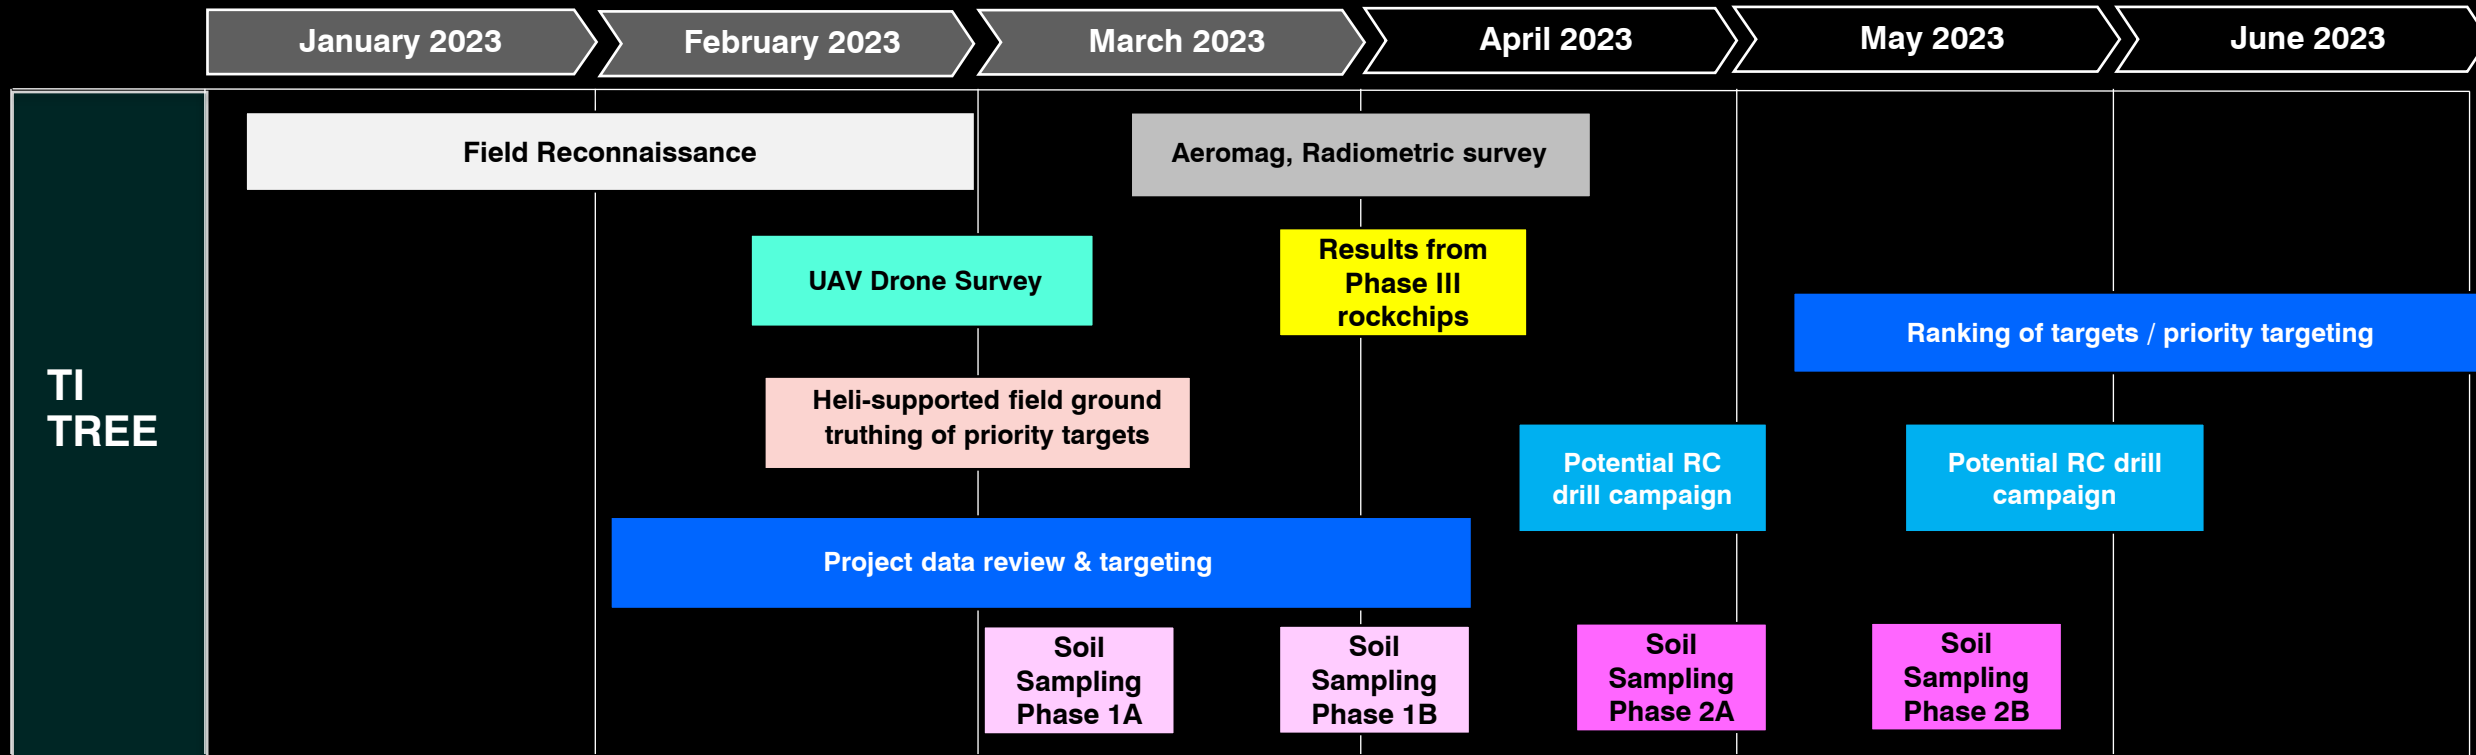 January 2023
February 2023
March 2023
April 2023
May 2023
June 2023
TI
TREE
Field Reconnaissance
Aeromag, Radiometric survey
UAV Drone Survey
Results from
Phase III
rockchips
Ranking of targets / priority targeting
Heli-supported field ground
truthing of priority targets
Potential RC
drill campaign
Potential RC drill
campaign
Project data review & targeting
Soil
Sampling
Phase 1A
Soil
Sampling
Phase 1B
Soil
Sampling
Phase 2A
Soil
Sampling
Phase 2B